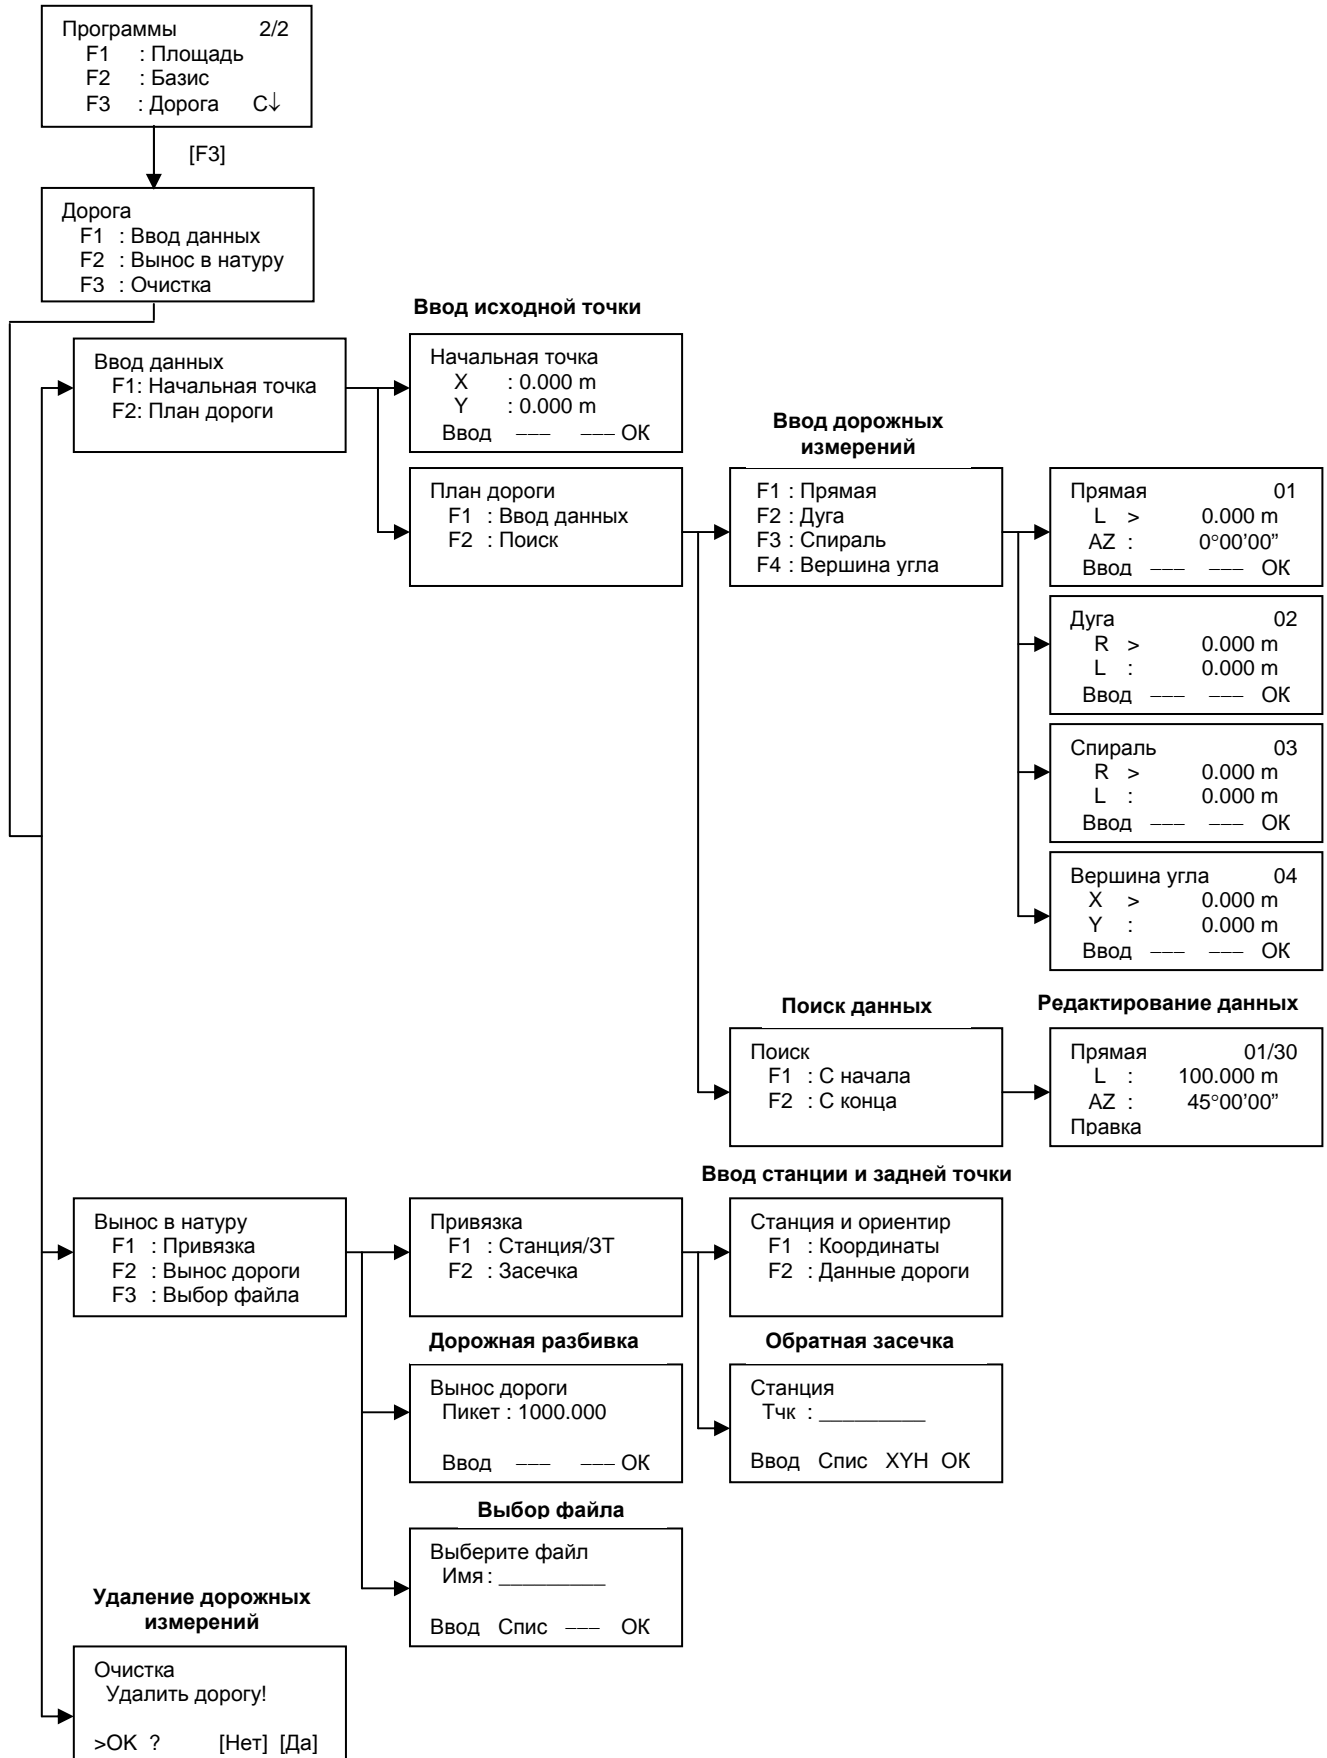 Программы 2/2
F1 : Площадь
F2 : Базис
F3 : Дорога С↓
[F3]
Дорога
F1 : Ввод данных
F2 : Вынос в натуру
F3 : Очистка
Ввод данных
F1: Начальная точка
F2: План дороги
Ввод исходной точки
Начальная точка
X : 0.000 m
Y : 0.000 m
Ввод ––– ––– ОК
План дороги
F1 : Ввод данных
F2 : Поиск
Ввод дорожных
измерений
F1 : Прямая
F2 : Дуга
F3 : Спираль
F4 : Вершина угла
Прямая 01
L > 0.000 m
AZ : 0°00'00”
Ввод ––– ––– ОК
Дуга 02
R > 0.000 m
L : 0.000 m
Ввод ––– ––– ОК
Спираль 03
R > 0.000 m
L : 0.000 m
Ввод ––– ––– ОК
Вершина угла 04
X > 0.000 m
Y : 0.000 m
Ввод ––– ––– ОК
Поиск данных
Поиск
F1 : С начала
F2 : С конца
Редактирование данных
Прямая 01/30
L : 100.000 m
AZ : 45°00'00”
Правка
Вынос в натуру
F1 : Привязка
F2 : Вынос дороги
F3 : Выбор файла
Привязка
F1 : Станция/ЗТ
F2 : Засечка
Ввод станции и задней точки
Станция и ориентир
F1 : Координаты
F2 : Данные дороги
Дорожная разбивка
Вынос дороги
Пикет : 1000.000
Ввод ––– ––– ОК
Обратная засечка
Станция
Тчк : _________
Ввод Спис XYH ОК
Выбор файла
Выберите файл
Имя : _________
Ввод Спис ––– ОК
Удаление дорожных
измерений
Очистка
Удалить дорогу!
>OK ? [Нет] [Да]